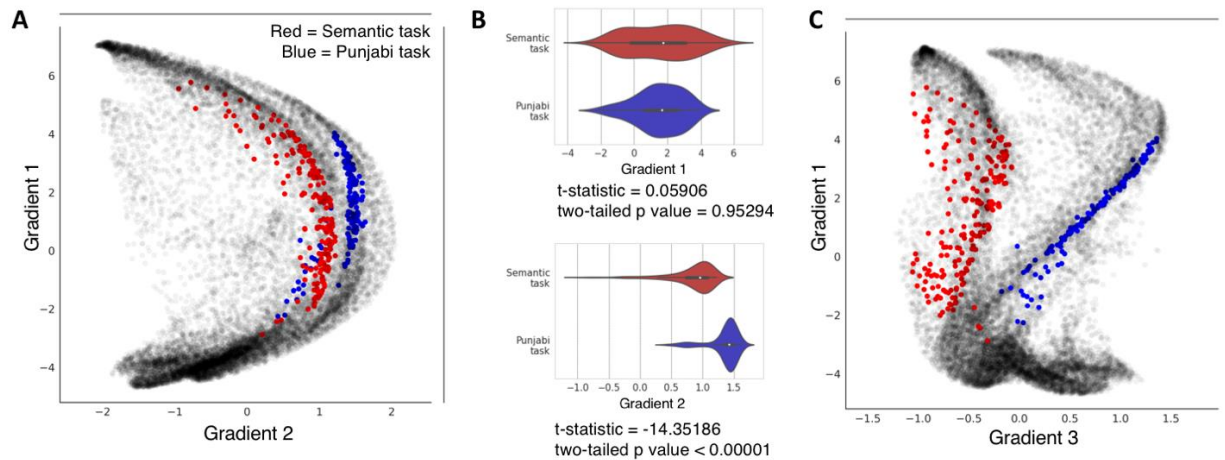 A
Red = Semantic task
Blue = Punjabi task
6
4
2
0
−2
−4
Gradient 1
−2
−1
0
1
2
Gradient 2
B
Semantic
task
Punjabi
task
−4
−2
0
2
4
6
Gradient 1
t-statistic = 0.05906
two-tailed p value = 0.95294
Semantic
task
Punjabi
task
−1.0
−0.5
0.0
0.5
1.0
1.5
Gradient 2
t-statistic = -14.35186
two-tailed p value < 0.00001
C
6
4
2
0
−2
−4
Gradient 1
−1.5
−1.0
−0.5
0.0
0.5
1.0
1.5
Gradient 3